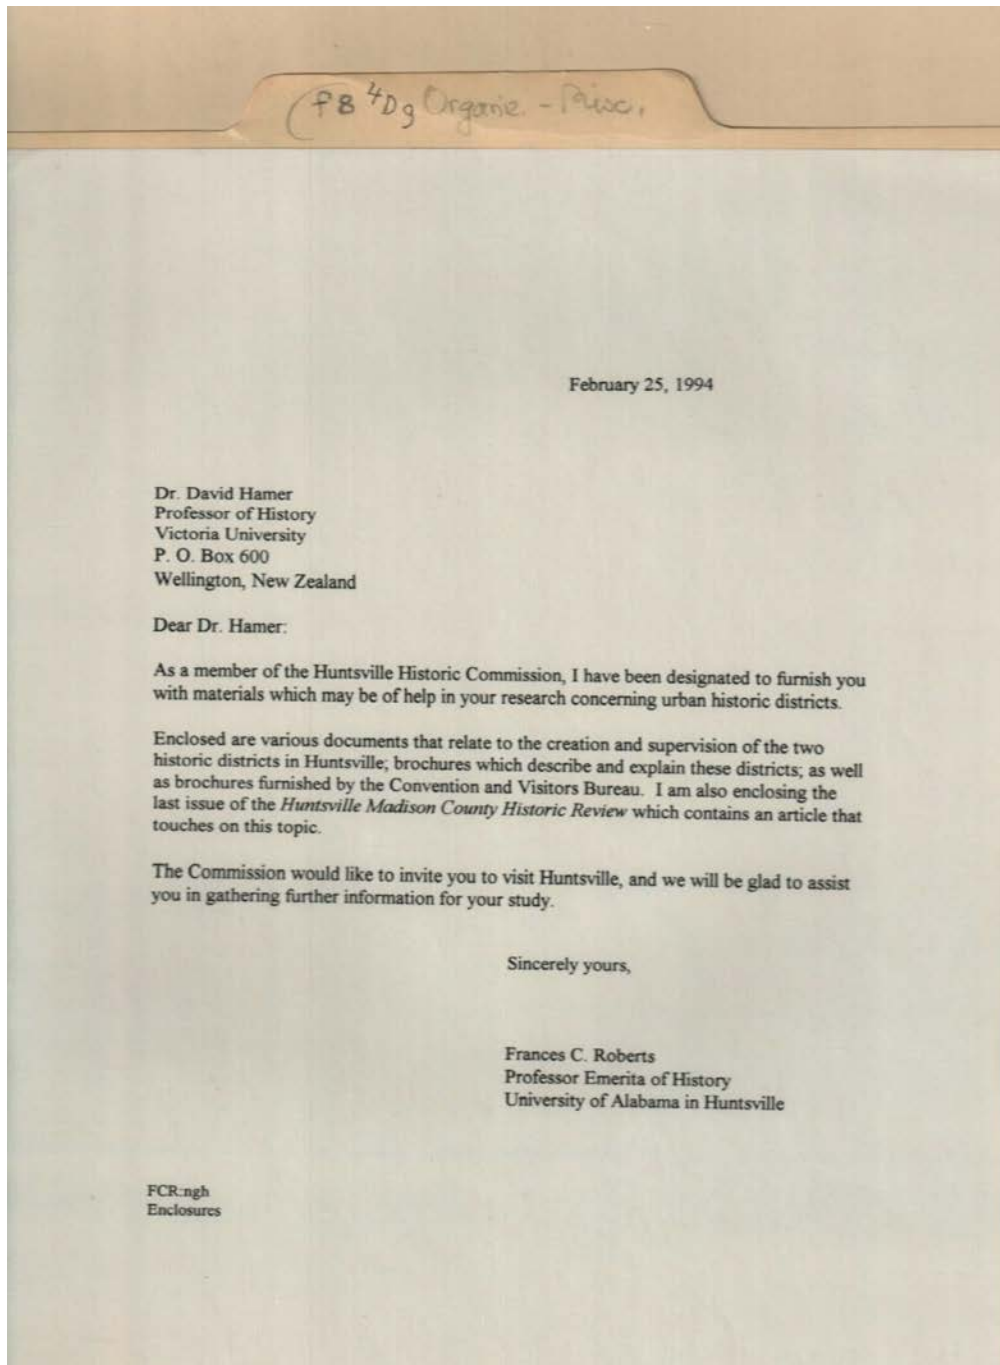 FB 4Dg Organie. - Misc.
February 25, 1994
Dr. David Hamer
Professor of History
Victoria University
P. O. Box 600
Wellington, New Zealand
Dear Dr. Hamer:
As a member of the Huntsville Historic Commission, I have been designated to furnish you
with materials which may be of help in your research concerning urban historic districts.
Enclosed are various documents that relate to the creation and supervision of the two
historic districts in Huntsville; brochures which describe and explain these districts; as well
as brochures furnished by the Convention and Visitors Bureau. I am also enclosing the
last issue of the Huntsville Madison County Historic Review which contains an article that
touches on this topic.
The Commission would like to invite you to visit Huntsville, and we will be glad to assist
you in gathering further information for your study.
Sincerely yours,
Frances C. Roberts
Professor Emerita of History
University of Alabama in Huntsville
FCR:ngh
Enclosures